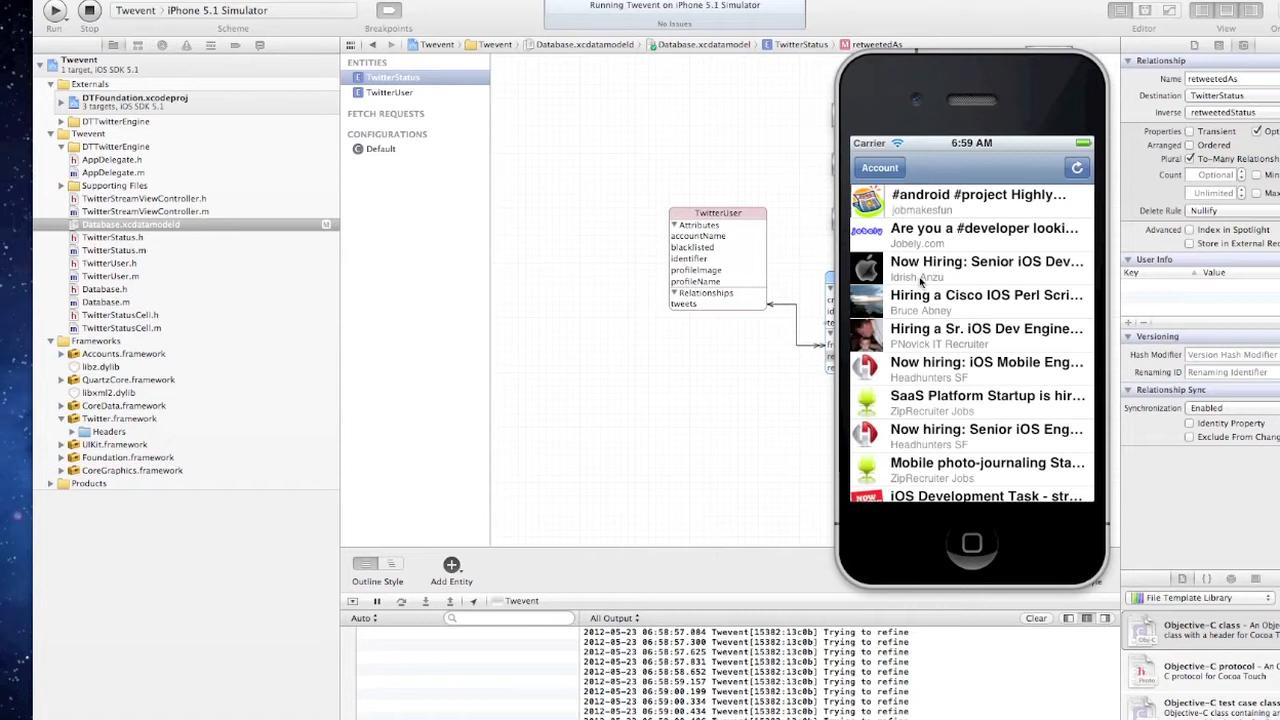 Running Twevent on iPhone 5.1 Simulator
No Issues
Twevent › iPhone 5.1 Simulator
Run
Stop
Scheme
Breakpoints
Editor
View
Twevent
1 target, iOS SDK 5.1
Externals
DTFoundation.xcodeproj
3 targets, iOS SDK 5.1
DTTwitterEngine
Twevent
DTTwitterEngine
AppDelegate.h
AppDelegate.m
Supporting Files
TwitterStreamViewController.h
TwitterStreamViewController.m
Database.xcdatamodeld
M
TwitterStatus.h
TwitterStatus.m
TwitterUser.h
TwitterUser.m
Database.h
Database.m
TwitterStatusCell.h
TwitterStatusCell.m
Frameworks
Accounts.framework
libz.dylib
QuartzCore.framework
libxml2.dylib
CoreData.framework
Twitter.framework
Headers
UIKit.framework
Foundation.framework
CoreGraphics.framework
Products
Twevent
Twevent
Database.xcdatamodeld
Database.xcdatamodel
E TwitterStatus
R retweetedAs
ENTITIES
E TwitterStatus
E TwitterUser
FETCH REQUESTS
CONFIGURATIONS
C Default
TwitterUser
Attributes
accountName
blacklisted
identifier
profileImage
profileName
Relationships
tweets
Outline Style
Add Entity
Carrier
6:59 AM
Account
#android #project Highly...
jobmakesfun
Are you a #developer looki...
Jobely.com
Now Hiring: Senior iOS Dev...
Idrish Anzu
Hiring a Cisco IOS Perl Scri...
Bruce Abney
Hiring a Sr. iOS Dev Engine...
PNovick IT Recruiter
Now hiring: iOS Mobile Eng...
Headhunters SF
SaaS Platform Startup is hir...
ZipRecruiter Jobs
Now hiring: Senior iOS Eng...
Headhunters SF
Mobile photo-journaling Sta...
ZipRecruiter Jobs
iOS Development Task - str...
Relationship
Name retweetedAs
Destination TwitterStatus
Inverse retweetedStatus
Properties Transient
Arranged Ordered
Plural To-Many Relations
Count Optional
Unlimited
Delete Rule Nullify
Advanced Index in Spotlight
Store in External Rec
User Info
Key Value
Versioning
Hash Modifier Version Hash Modifier
Renaming ID Renaming Identifier
Relationship Sync
Synchronization Enabled
Identity Property
Exclude From Chang
Twevent
Auto
All Output
Clear
2012-05-23 06:58:57.084 Twevent[15382:13c0b] Trying to refine
2012-05-23 06:58:57.300 Twevent[15382:13c0b] Trying to refine
2012-05-23 06:58:57.625 Twevent[15382:13c0b] Trying to refine
2012-05-23 06:58:57.831 Twevent[15382:13c0b] Trying to refine
2012-05-23 06:58:58.652 Twevent[15382:13c0b] Trying to refine
2012-05-23 06:58:59.157 Twevent[15382:13c0b] Trying to refine
2012-05-23 06:59:00.199 Twevent[15382:13c0b] Trying to refine
2012-05-23 06:59:00.334 Twevent[15382:13c0b] Trying to refine
2012-05-23 06:59:00.434 Twevent[15382:13c0b] Trying to refine
File Template Library
Objective-C class - An Obje
class with a header for Cocoa T
Objective-C protocol - An
C protocol for Cocoa Touch
Objective-C test case class
class containing an